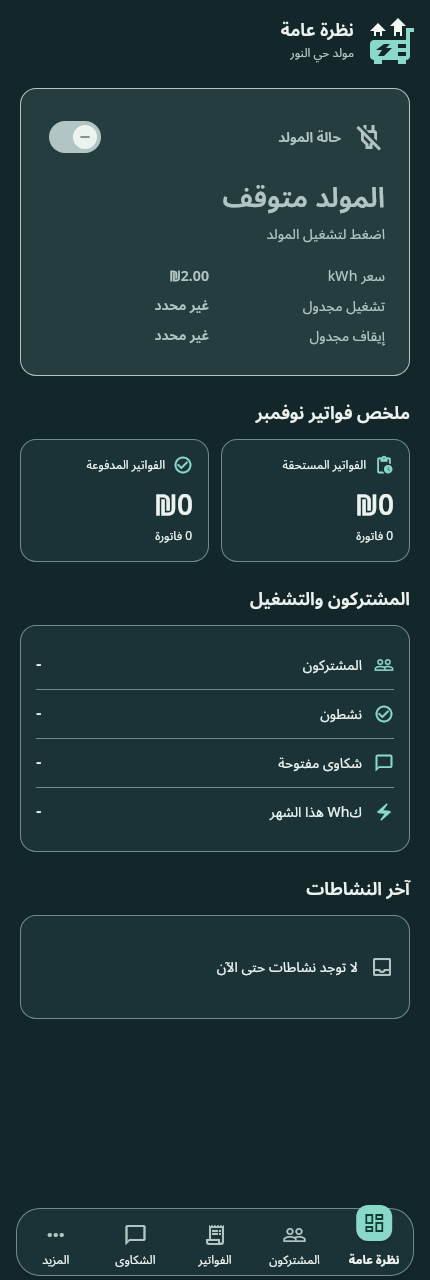 نظرة عامة
مولد حي النور
حالة المولد
المولد متوقف
اضغط لتشغيل المولد
سعر kWh ₪2.00
تشغيل مجدول غير محدد
إيقاف مجدول غير محدد
ملخص فواتير نوفمبر
الفواتير المستحقة
₪0
0 فاتورة
الفواتير المدفوعة
₪0
0 فاتورة
المشتركون والتشغيل
المشتركون -
نشطون -
شكاوى مفتوحة -
كWh هذا الشهر -
آخر النشاطات
لا توجد نشاطات حتى الآن
نظرة عامة
المشتركون
الفواتير
الشكاوى
المزيد